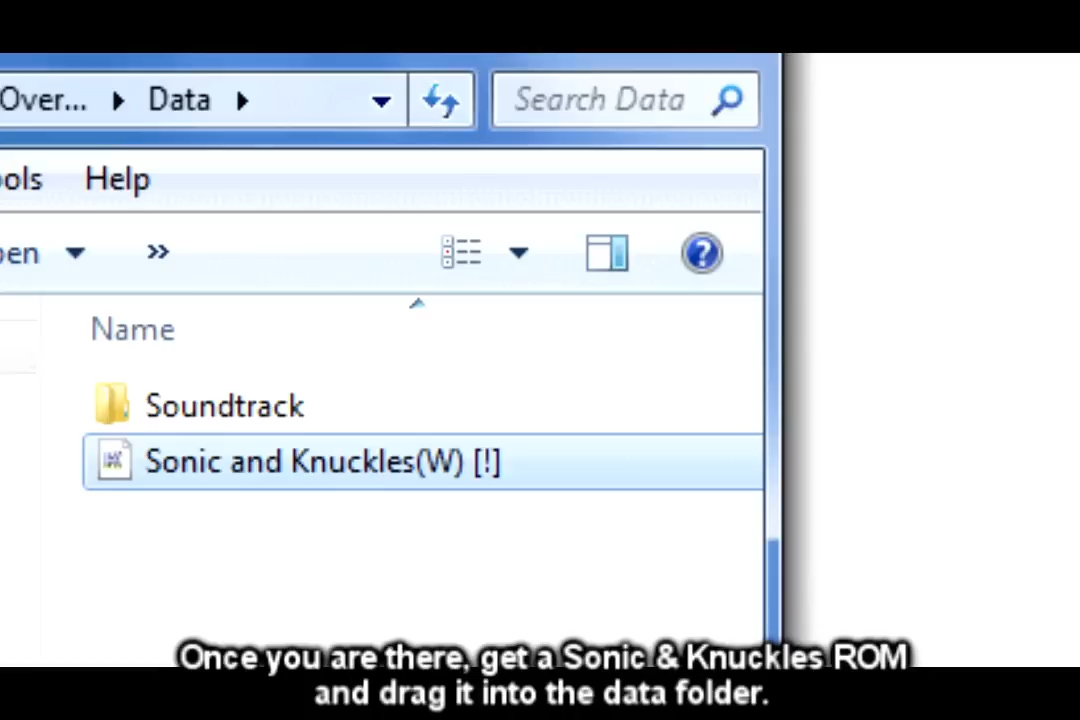 Over... Data Search Data
ools Help
pen »
Name
Soundtrack
Sonic and Knuckles(W) [!]
Once you are there, get a Sonic & Knuckles ROM
and drag it into the data folder.